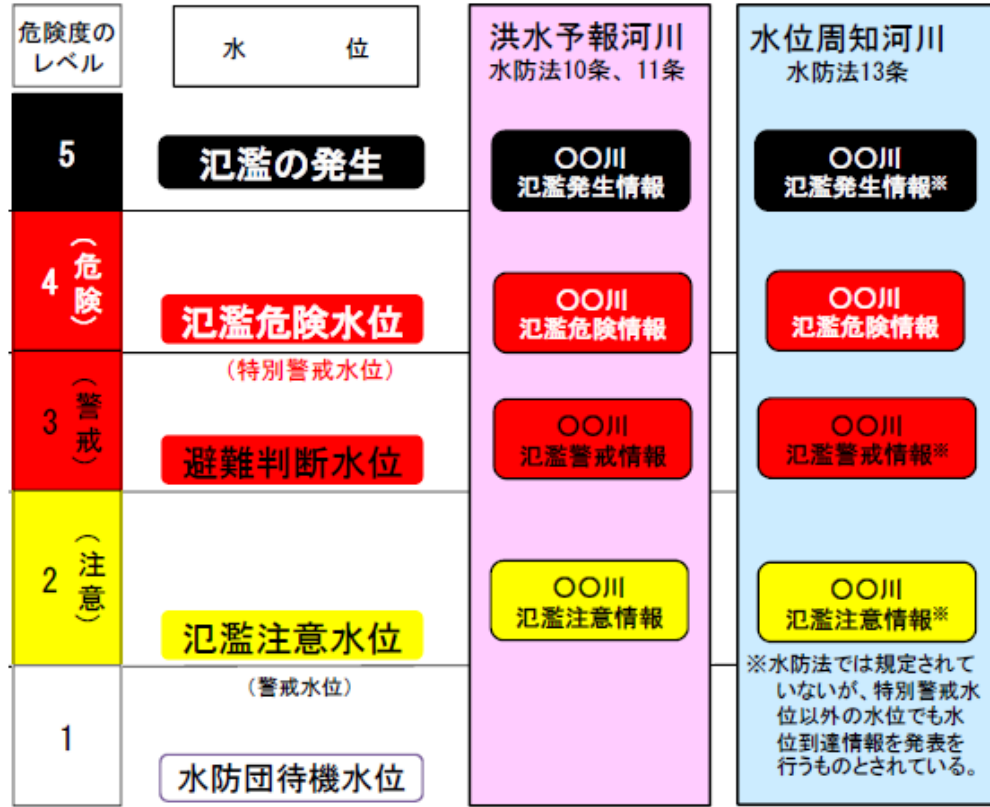 危険度の
レベル
水　位
洪水予報河川
水防法10条、11条
水位周知河川
水防法13条
5
氾濫の発生
〇〇川
氾濫発生情報
〇〇川
氾濫発生情報※
4
（危険）
氾濫危険水位
（特別警戒水位）
〇〇川
氾濫危険情報
〇〇川
氾濫危険情報
3
（警戒）
避難判断水位
〇〇川
氾濫警戒情報
〇〇川
氾濫警戒情報※
2
（注意）
氾濫注意水位
（警戒水位）
〇〇川
氾濫注意情報
〇〇川
氾濫注意情報※
※水防法では規定されて
いないが、特別警戒水
位以外の水位でも水
位到達情報を発表を
行うものとされている。
1
水防団待機水位